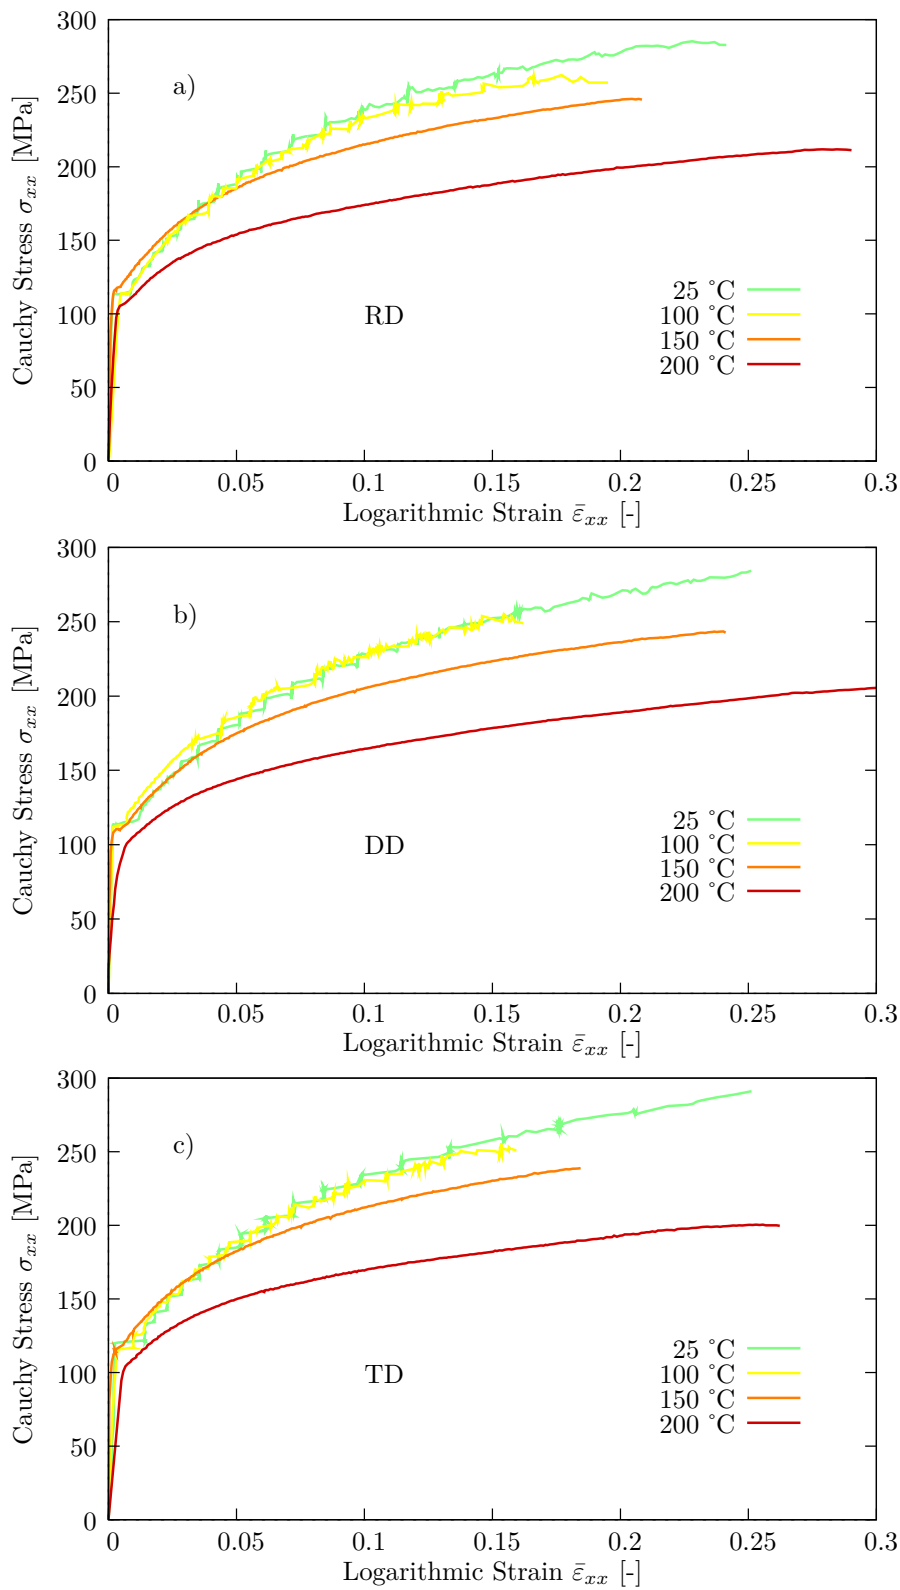 300
250
200
150
100
50
0
Cauchy Stress σxx [MPa]
a)
RD
25 °C
100 °C
150 °C
200 °C
0 0.05 0.1 0.15 0.2 0.25 0.3
Logarithmic Strain ε̄xx [-]
300
250
200
150
100
50
0
Cauchy Stress σxx [MPa]
b)
DD
25 °C
100 °C
150 °C
200 °C
0 0.05 0.1 0.15 0.2 0.25 0.3
Logarithmic Strain ε̄xx [-]
300
250
200
150
100
50
0
Cauchy Stress σxx [MPa]
c)
TD
25 °C
100 °C
150 °C
200 °C
0 0.05 0.1 0.15 0.2 0.25 0.3
Logarithmic Strain ε̄xx [-]